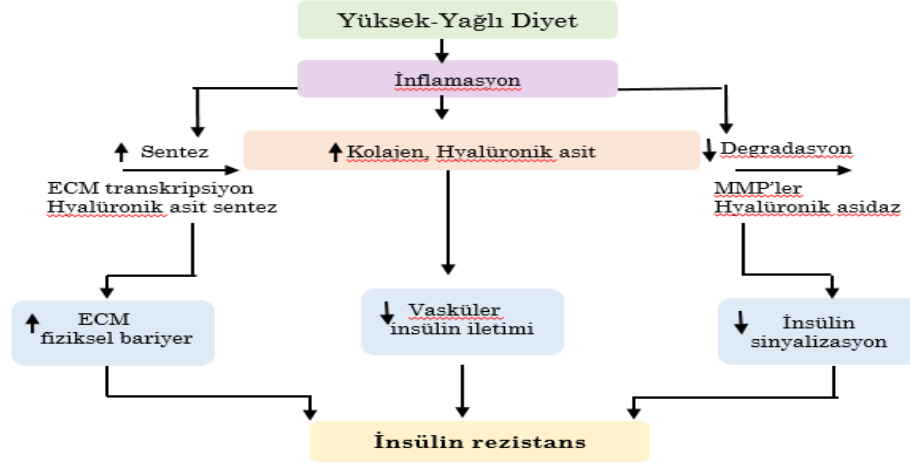 Yüksek-Yağlı Diyet
İnflamasyon
Sentez
Kolajen, Hyalüronik asit
Degradasyon
ECM transkripsiyon
Hyalüronik asit sentez
MMP'ler
Hyalüronik asidaz
ECM
fiziksel bariyer
Vasküler
insülin iletimi
İnsülin
sinyalizasyon
İnsülin rezistans